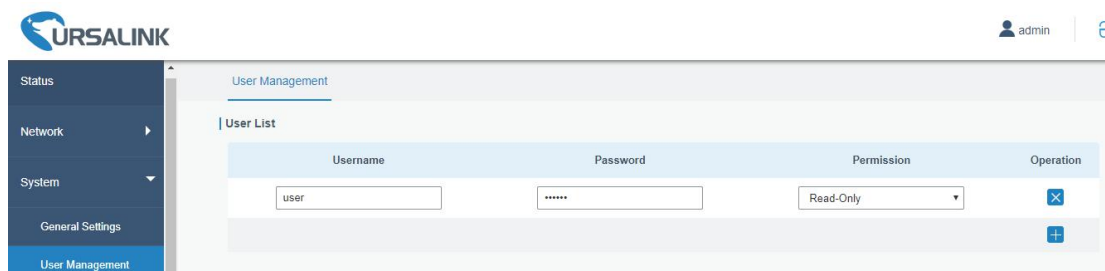 URSALINK
admin
Status
User Management
Network
User List
Username Password Permission Operation
System
user •••••• Read-Only
General Settings
User Management